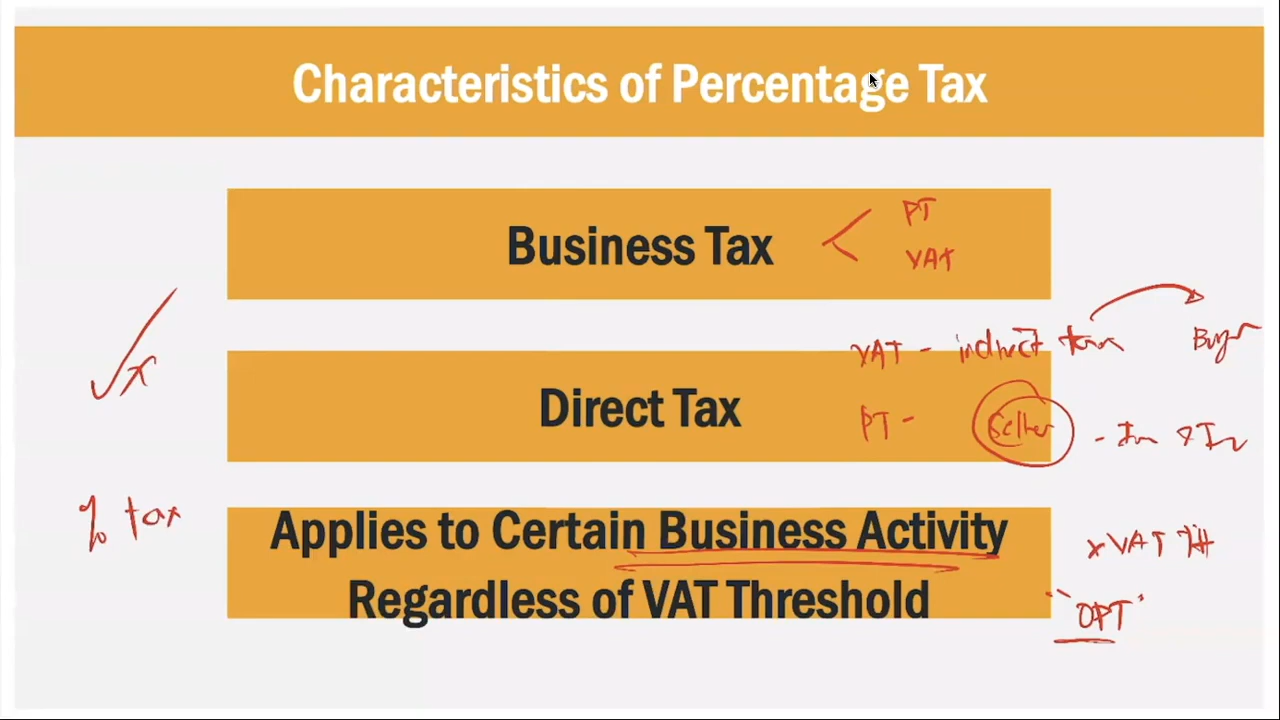 Characteristics of Percentage Tax
Business Tax
PT
VAT
VAT - indirect tax
Buyer
Direct Tax
PT - Seller
% tax
Applies to Certain Business Activity
Regardless of VAT Threshold
x VAT TH
"OPT"